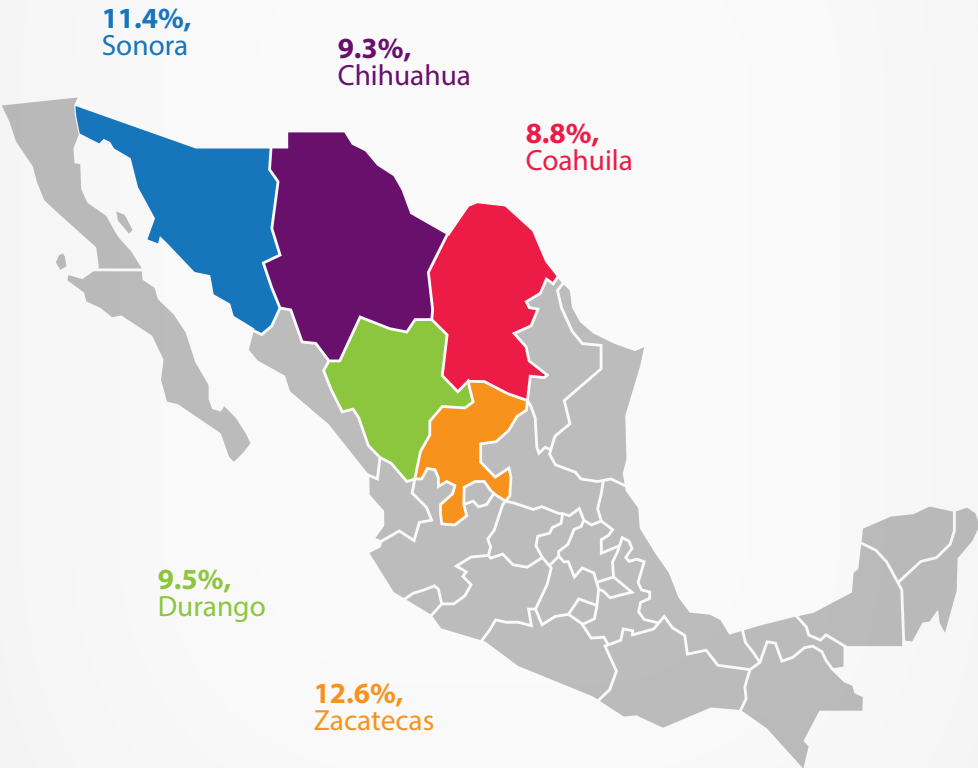 11.4%,
Sonora
9.3%,
Chihuahua
8.8%,
Coahuila
9.5%,
Durango
12.6%,
Zacatecas